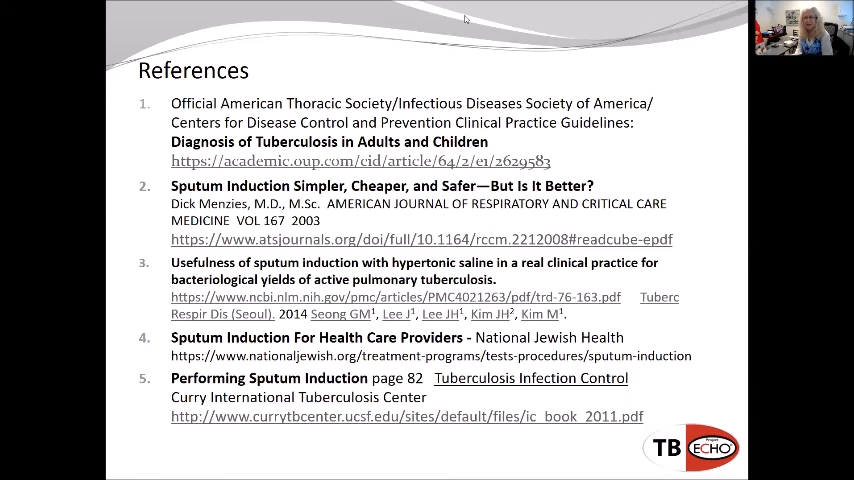 References
1. Official American Thoracic Society/Infectious Diseases Society of America/
Centers for Disease Control and Prevention Clinical Practice Guidelines:
Diagnosis of Tuberculosis in Adults and Children
https://academic.oup.com/cid/article/64/2/e1/2629583
2. Sputum Induction Simpler, Cheaper, and Safer—But Is It Better?
Dick Menzies, M.D., M.Sc. AMERICAN JOURNAL OF RESPIRATORY AND CRITICAL CARE
MEDICINE VOL 167 2003
https://www.atsjournals.org/doi/full/10.1164/rccm.2212008#readcube-epdf
3. Usefulness of sputum induction with hypertonic saline in a real clinical practice for
bacteriological yields of active pulmonary tuberculosis.
https://www.ncbi.nlm.nih.gov/pmc/articles/PMC4021263/pdf/trd-76-163.pdf Tuberc
Respir Dis (Seoul). 2014 Seong GM¹, Lee J¹, Lee JH¹, Kim JH², Kim M¹.
4. Sputum Induction For Health Care Providers - National Jewish Health
https://www.nationaljewish.org/treatment-programs/tests-procedures/sputum-induction
5. Performing Sputum Induction page 82 Tuberculosis Infection Control
Curry International Tuberculosis Center
http://www.currytbcenter.ucsf.edu/sites/default/files/ic_book_2011.pdf
TB Project ECHO